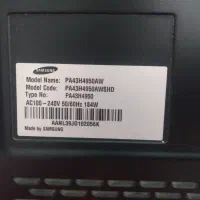 SAMSUNG
Model Name: PA43H4950AW
Model Code: PA43H4950AWSHD
Type No: PA43H4950
AC100 - 240V 50/60Hz 184W
Made by SAMSUNG